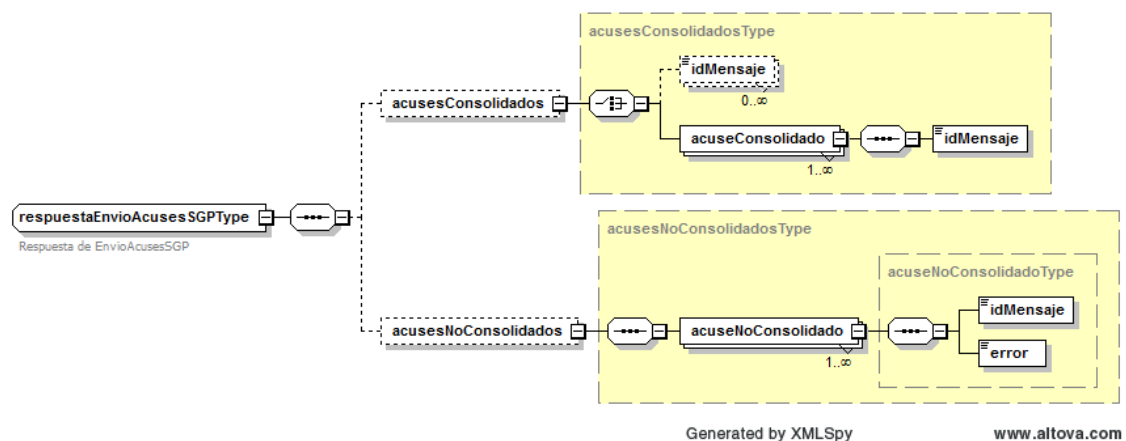 acusesConsolidadosType
idMensaje
0..∞
acusesConsolidados
acuseConsolidado
idMensaje
1..∞
respuestaEnvioAcusesSGPType
Respuesta de EnvioAcusesSGP
acusesNoConsolidadosType
acuseNoConsolidadoType
idMensaje
acusesNoConsolidados
acuseNoConsolidado
error
1..∞
Generated by XMLSpy www.altova.com